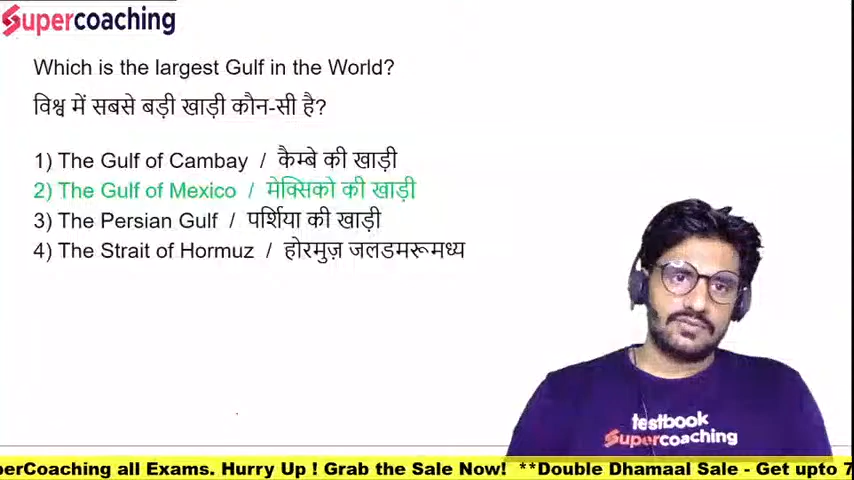 Supercoaching
Which is the largest Gulf in the World?
विश्व में सबसे बड़ी खाड़ी कौन-सी है?
1) The Gulf of Cambay / कैम्बे की खाड़ी
2) The Gulf of Mexico / मेक्सिको की खाड़ी
3) The Persian Gulf / पर्शिया की खाड़ी
4) The Strait of Hormuz / होरमुज़ जलडमरूमध्य
testbook
Supercoaching
perCoaching all Exams. Hurry Up ! Grab the Sale Now! **Double Dhamaal Sale - Get upto 7